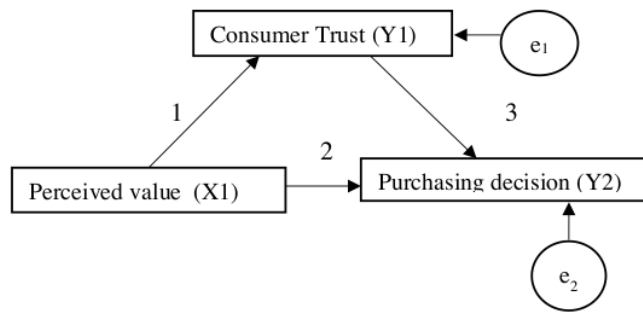 Consumer Trust (Y1)
e1
1
3
2
Perceived value (X1)
Purchasing decision (Y2)
e2